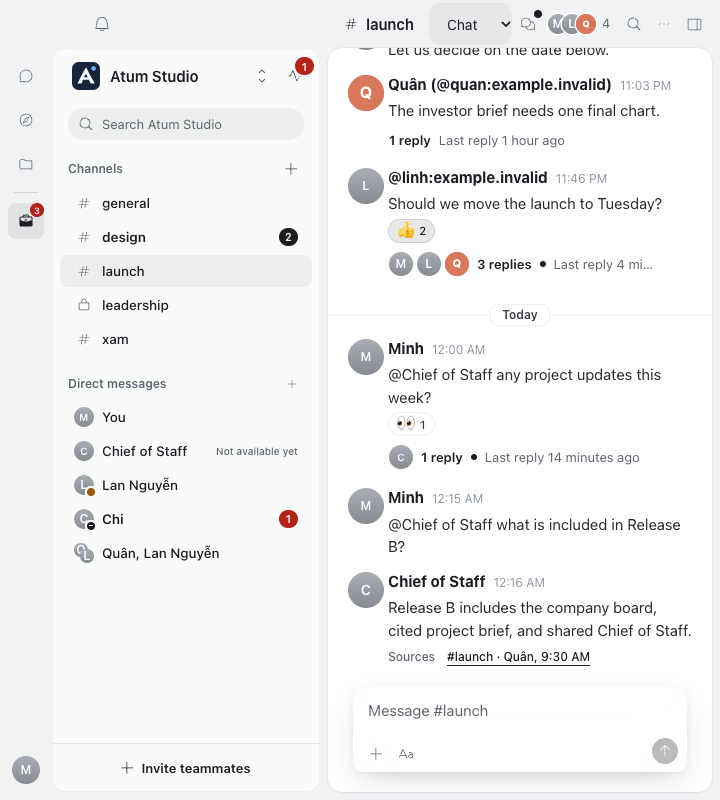 # launch
Chat
M L Q 4
Atum Studio
1
Search Atum Studio
3
Channels
# general
# design 2
# launch
leadership
# xam
Direct messages
M You
C Chief of Staff Not available yet
L Lan Nguyễn
C Chi 1
Q L Quân, Lan Nguyễn
Invite teammates
M
Let us decide on the date below.
Q Quân (@quan:example.invalid) 11:03 PM
The investor brief needs one final chart.
1 reply Last reply 1 hour ago
L @linh:example.invalid 11:46 PM
Should we move the launch to Tuesday?
👍 2
M L Q 3 replies • Last reply 4 mi…
Today
M Minh 12:00 AM
@Chief of Staff any project updates this
week?
👀 1
C 1 reply • Last reply 14 minutes ago
M Minh 12:15 AM
@Chief of Staff what is included in Release
B?
C Chief of Staff 12:16 AM
Release B includes the company board,
cited project brief, and shared Chief of Staff.
Sources #launch · Quân, 9:30 AM
Message #launch
Aa